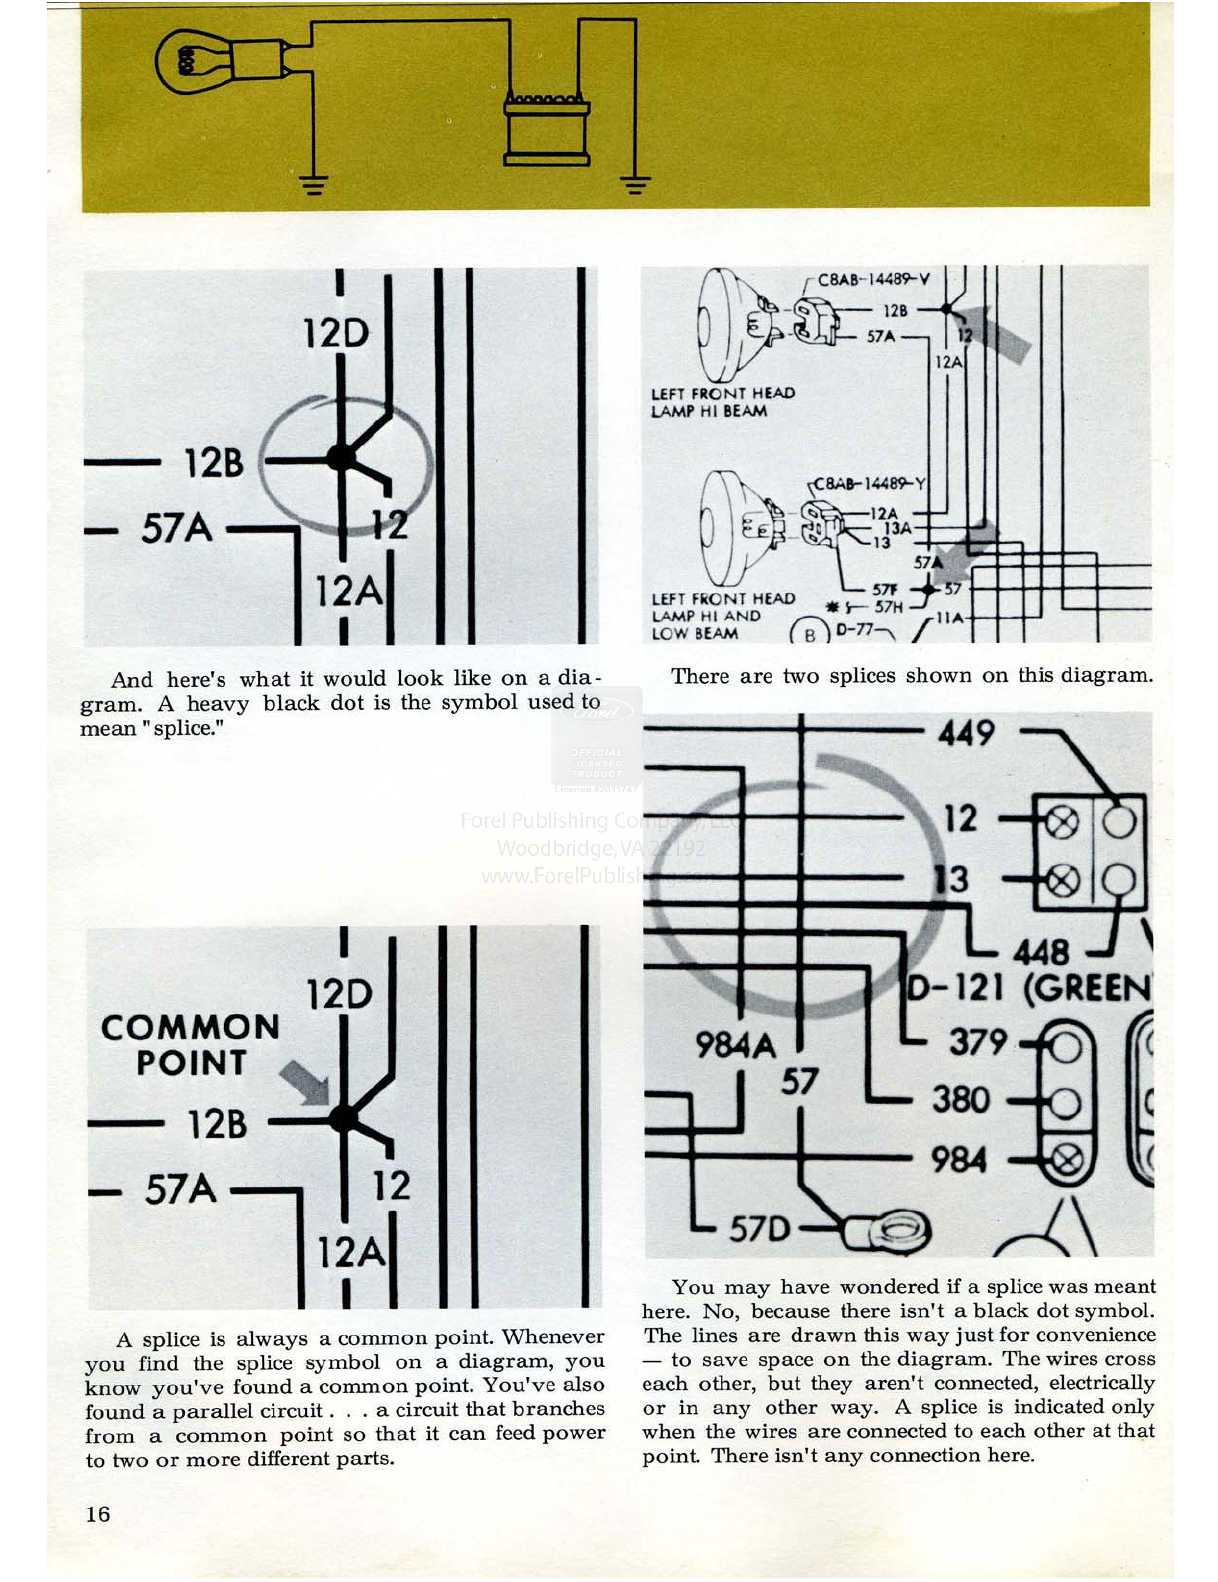 12D
12B
57A
12
12A
And here's what it would look like on a dia-
gram. A heavy black dot is the symbol used to
mean "splice."
C8AB-14489-V
12B
57A
12
12A
LEFT FRONT HEAD
LAMP HI BEAM
C8AB-14489-Y
12A
13A
13
57A
57F
57
57H
11A
LEFT FRONT HEAD
LAMP HI AND
LOW BEAM
B
D-77
There are two splices shown on this diagram.
Ford
OFFICIAL
LICENSED
PRODUCT
Forel Publishing Company, LLC
Woodbridge, VA 22192
www.ForelPublishing.com
12D
COMMON
POINT
12B
57A
12
12A
A splice is always a common point. Whenever
you find the splice symbol on a diagram, you
know you've found a common point. You've also
found a parallel circuit . . . a circuit that branches
from a common point so that it can feed power
to two or more different parts.
449
12
13
448
D-121 (GREEN
984A
57
379
380
984
57D
You may have wondered if a splice was meant
here. No, because there isn't a black dot symbol.
The lines are drawn this way just for convenience
— to save space on the diagram. The wires cross
each other, but they aren't connected, electrically
or in any other way. A splice is indicated only
when the wires are connected to each other at that
point. There isn't any connection here.
16